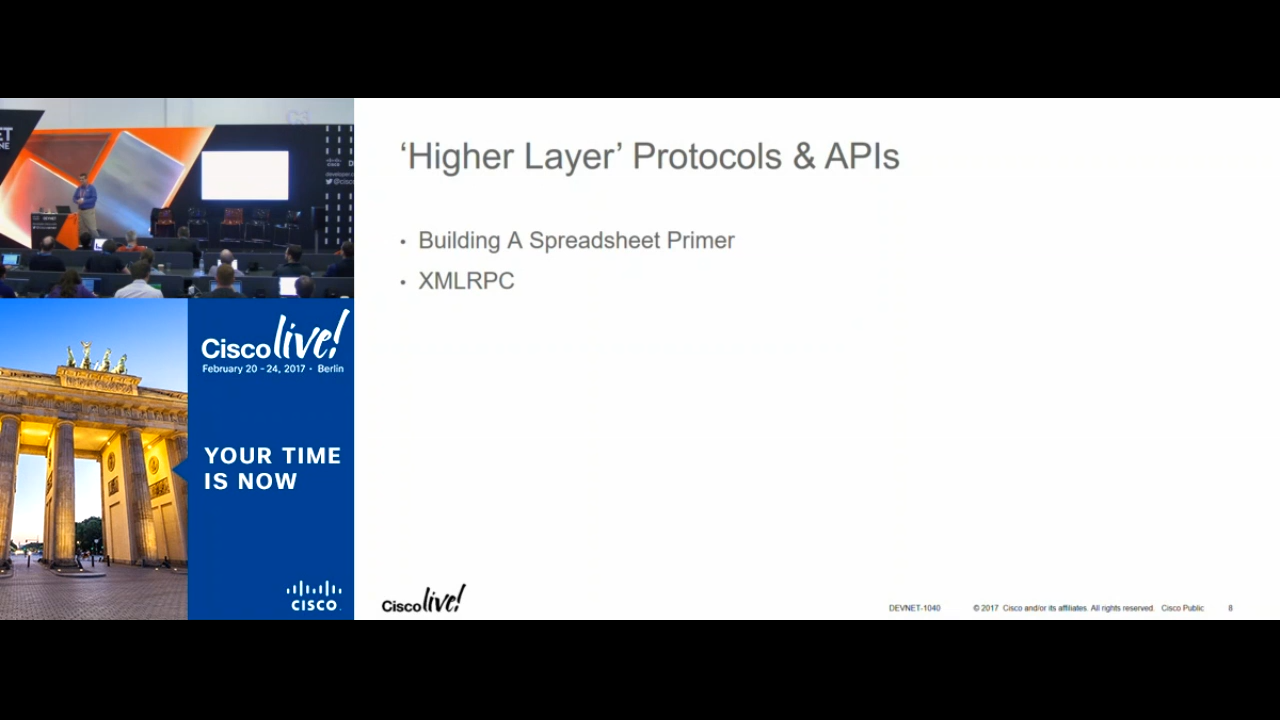 ‘Higher Layer’ Protocols & APIs
• Building A Spreadsheet Primer
• XMLRPC
Cisco live!
February 20 - 24, 2017 • Berlin
YOUR TIME
IS NOW
CISCO
Cisco live!
DEVNET-1040
© 2017 Cisco and/or its affiliates. All rights reserved. Cisco Public
8